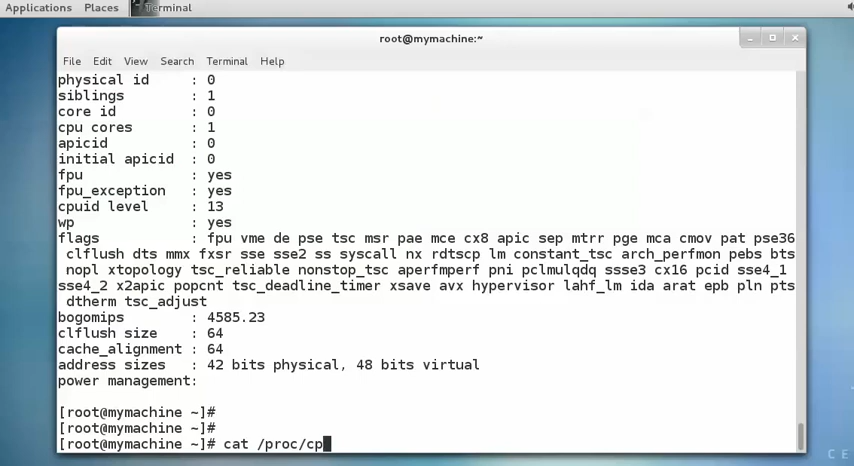 Applications Places Terminal
root@mymachine:~
File Edit View Search Terminal Help
physical id : 0
siblings : 1
core id : 0
cpu cores : 1
apicid : 0
initial apicid : 0
fpu : yes
fpu_exception : yes
cpuid level : 13
wp : yes
flags : fpu vme de pse tsc msr pae mce cx8 apic sep mtrr pge mca cmov pat pse36
clflush dts mmx fxsr sse sse2 ss syscall nx rdtscp lm constant_tsc arch_perfmon pebs bts
nopl xtopology tsc_reliable nonstop_tsc aperfmperf pni pclmulqdq ssse3 cx16 pcid sse4_1
sse4_2 x2apic popcnt tsc_deadline_timer xsave avx hypervisor lahf_lm ida arat epb pln pts
dtherm tsc_adjust
bogomips : 4585.23
clflush size : 64
cache_alignment : 64
address sizes : 42 bits physical, 48 bits virtual
power management:
[root@mymachine ~]#
[root@mymachine ~]#
[root@mymachine ~]# cat /proc/cp
C E